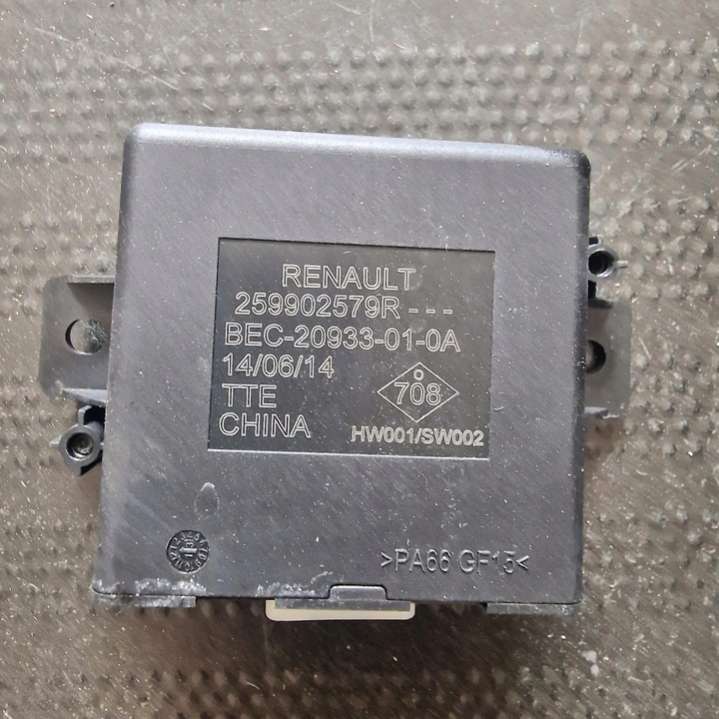 RENAULT
259902579R - - -
BEC-20933-01-0A
14/06/14
TTE
CHINA
O
708
HW001/SW002
>PA66 GF15<